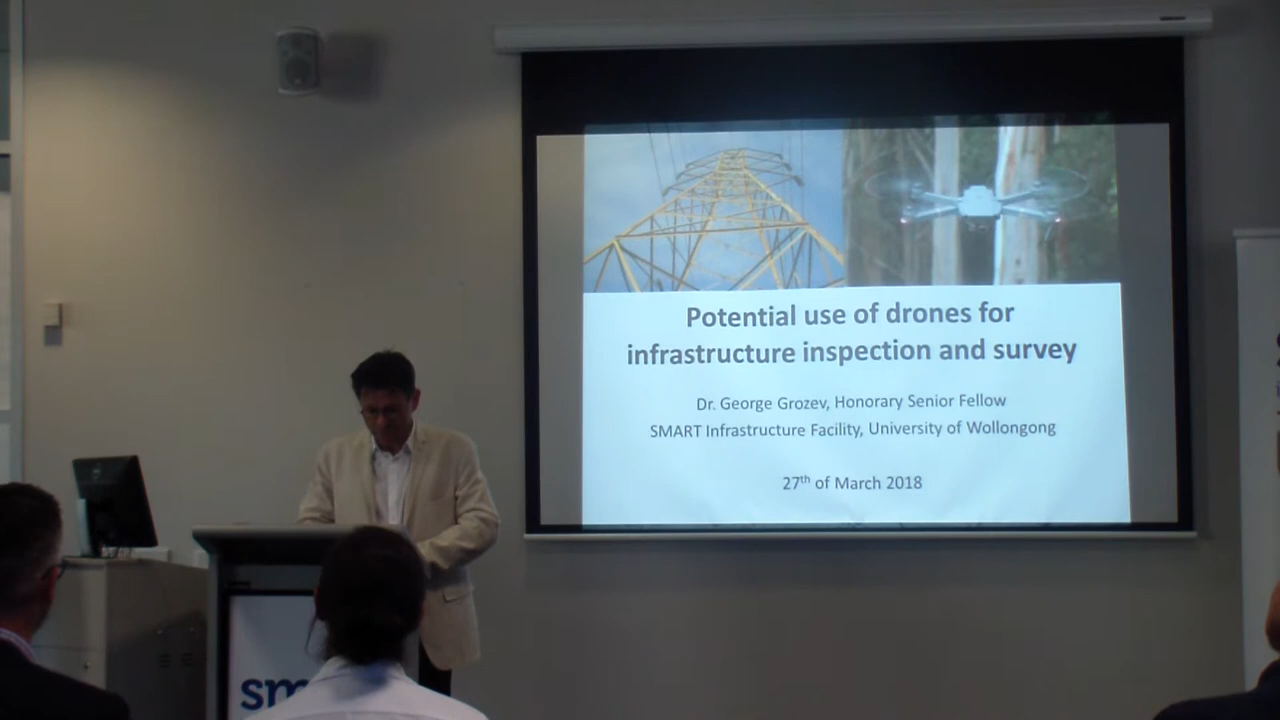 Potential use of drones for
infrastructure inspection and survey
Dr. George Grozev, Honorary Senior Fellow
SMART Infrastructure Facility, University of Wollongong
27th of March 2018
sm